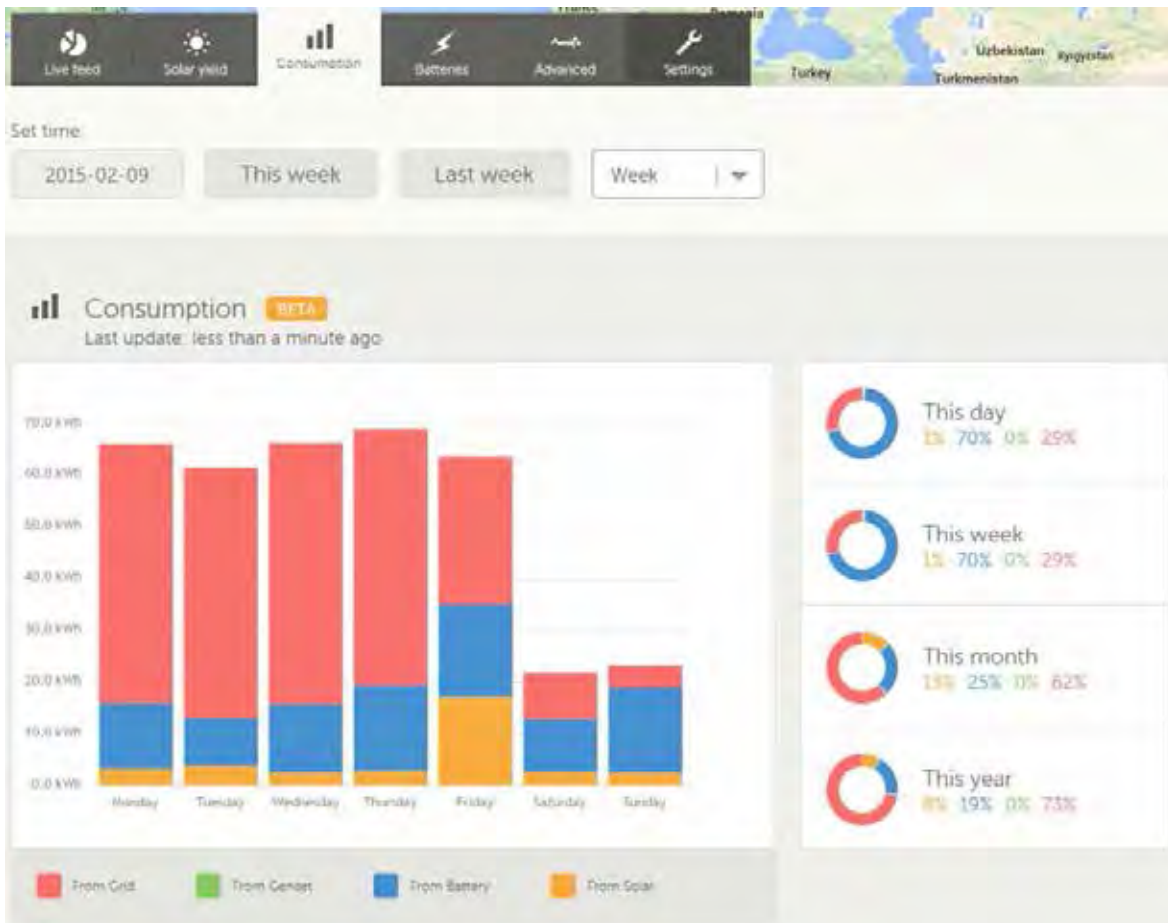 Romania
Live feed
Solar yield
Consumption
Batteries
Advanced
Settings
Turkey
Uzbekistan
Kyrgyzstan
Turkmenistan
Set time:
2015-02-09
This week
Last week
Week
Consumption BETA
Last update: less than a minute ago
70.0 kWh
60.0 kWh
50.0 kWh
40.0 kWh
30.0 kWh
20.0 kWh
10.0 kWh
0.0 kWh
Monday
Tuesday
Wednesday
Thursday
Friday
Saturday
Sunday
From Grid
From Genset
From Battery
From Solar
This day
1% 70% 0% 29%
This week
1% 70% 0% 29%
This month
13% 25% 0% 62%
This year
8% 19% 0% 73%